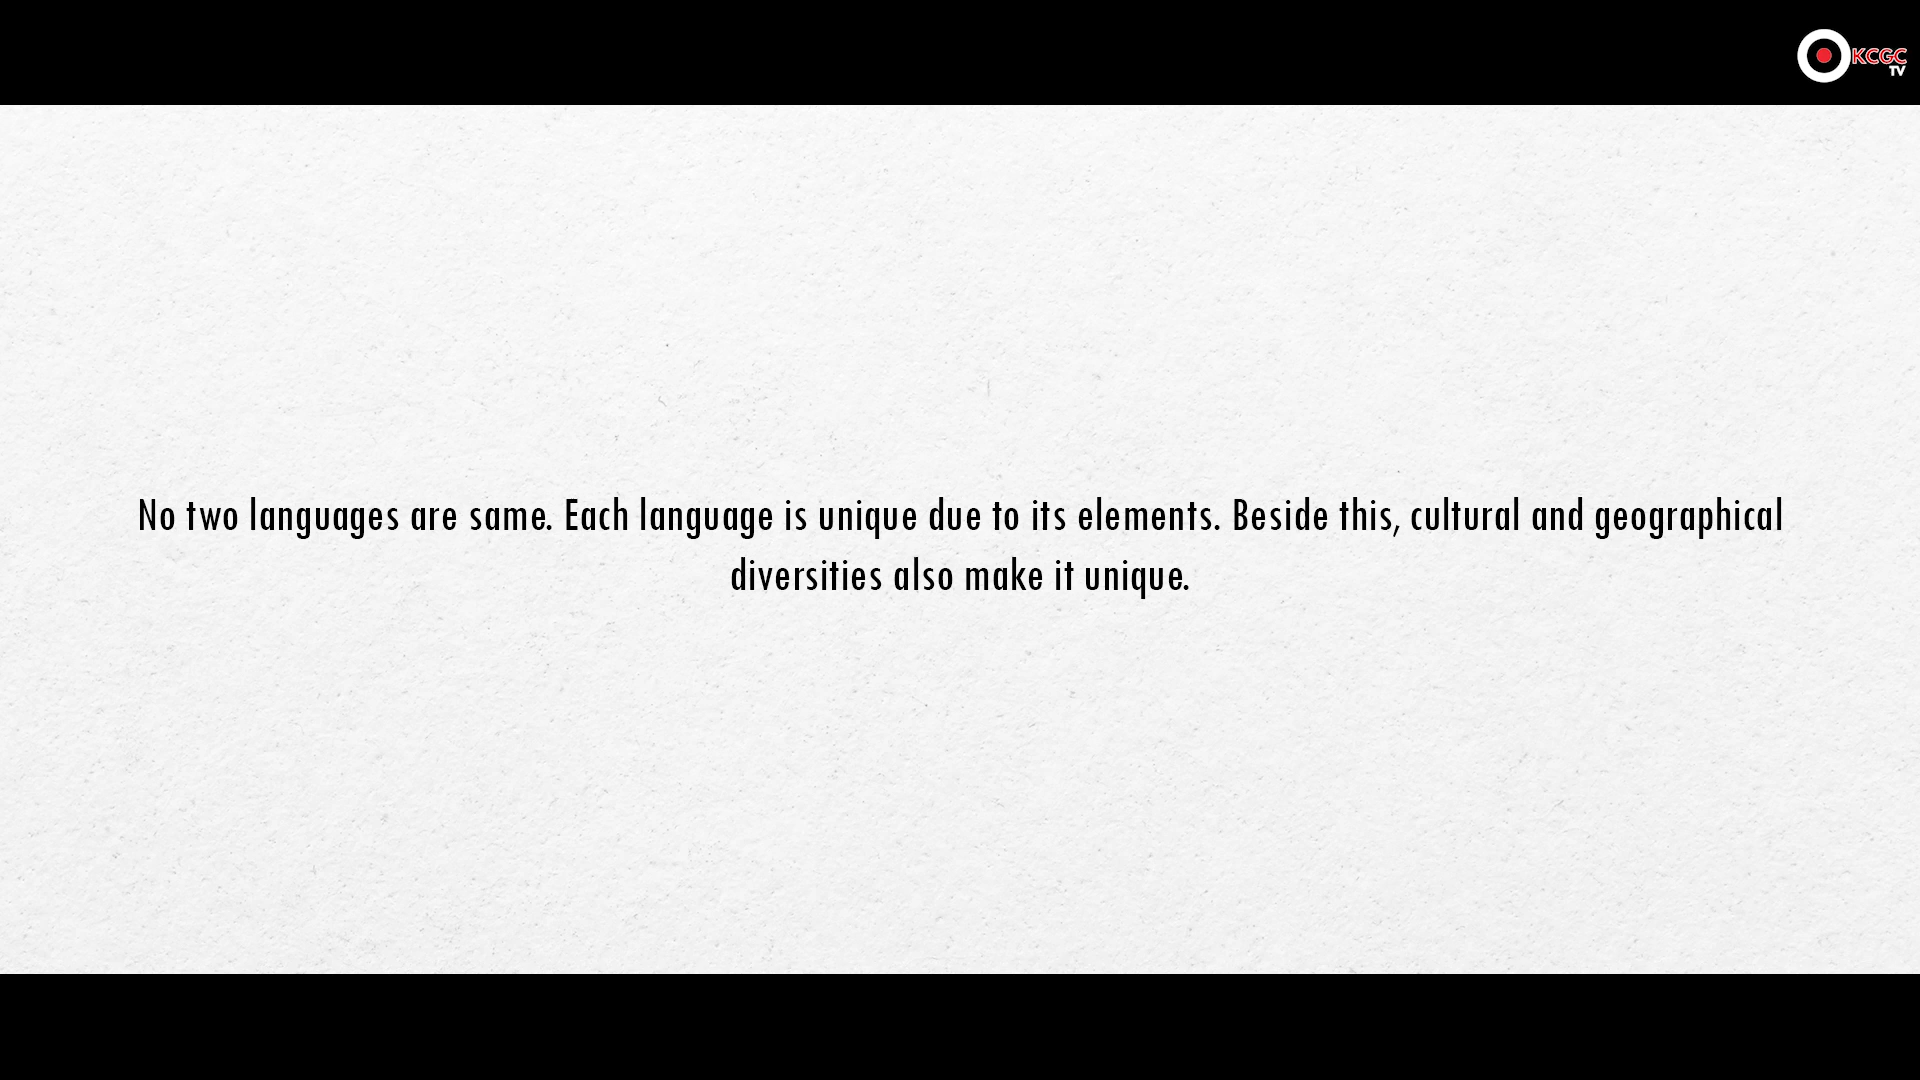 KCGC
TV
No two languages are same. Each language is unique due to its elements. Beside this, cultural and geographical
diversities also make it unique.